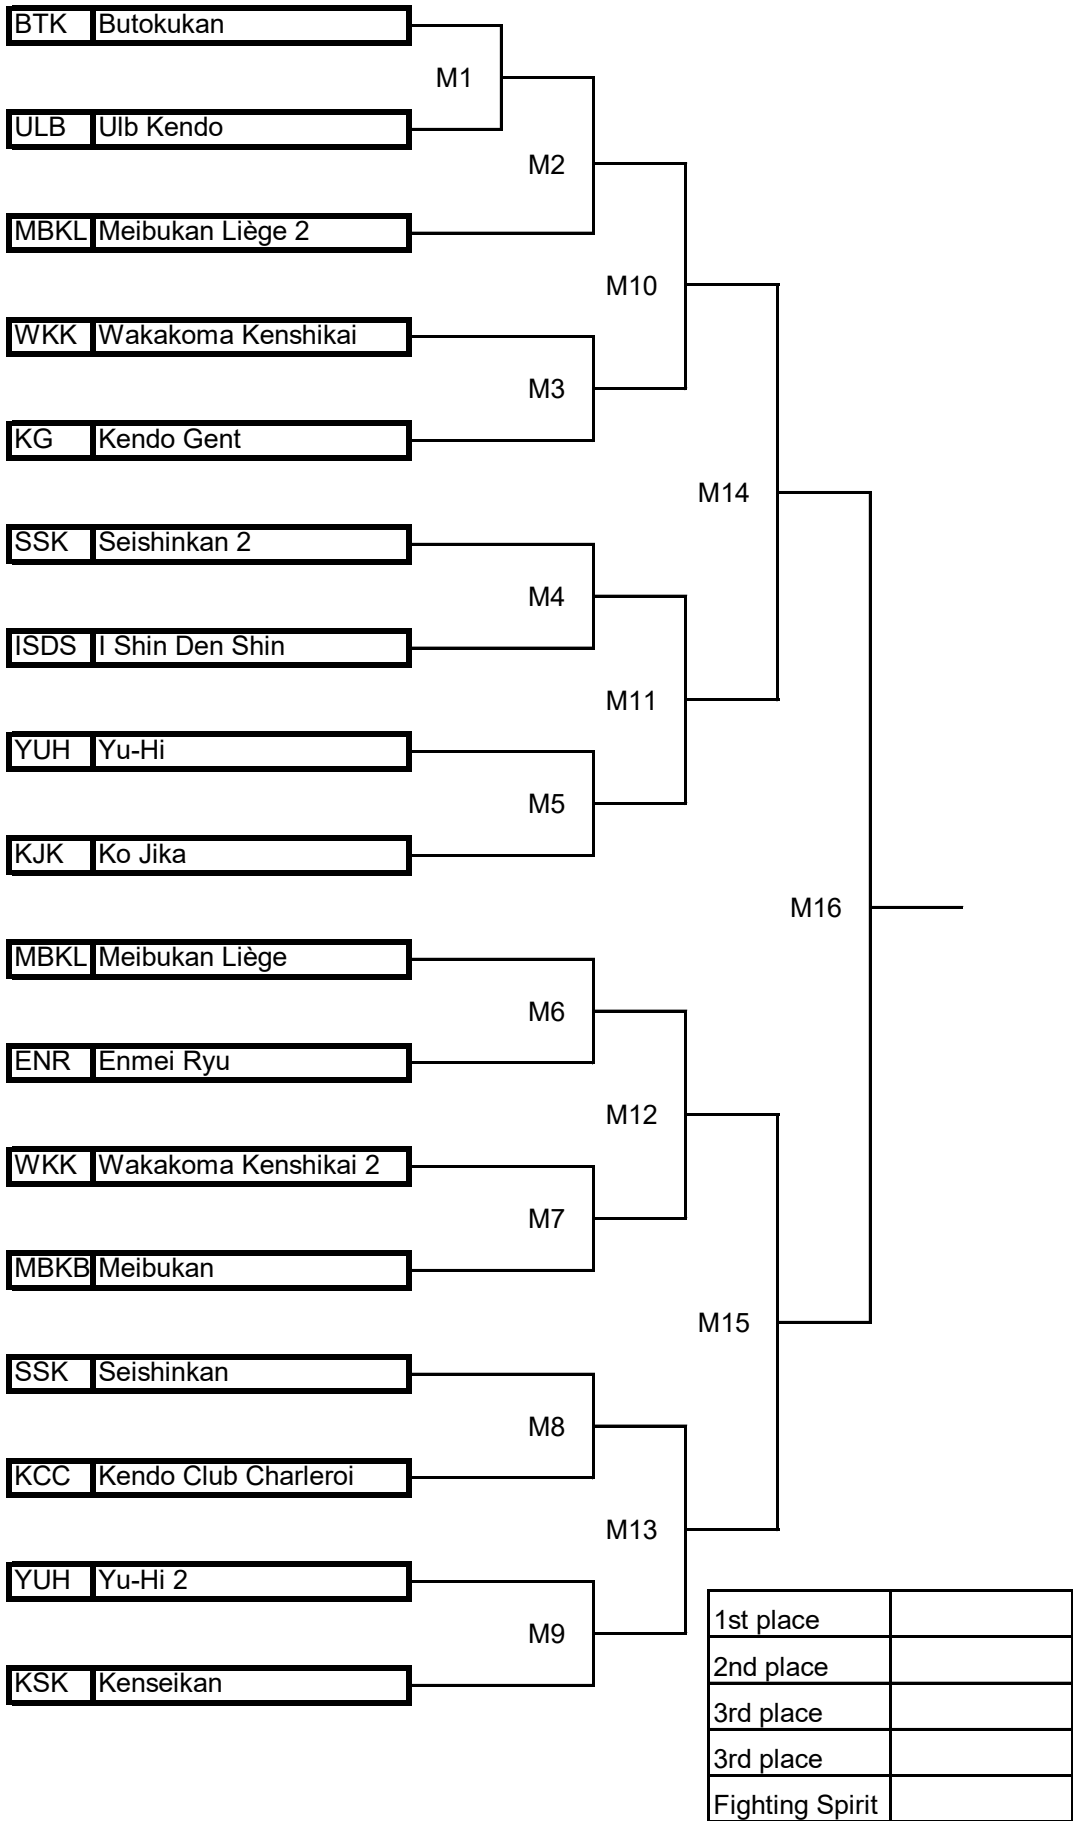 BTK Butokukan
M1
ULB Ulb Kendo
M2
MBKL Meibukan Liège 2
M10
WKK Wakakoma Kenshikai
M3
KG Kendo Gent
M14
SSK Seishinkan 2
M4
ISDS I Shin Den Shin
M11
YUH Yu-Hi
M5
KJK Ko Jika
M16
MBKL Meibukan Liège
M6
ENR Enmei Ryu
M12
WKK Wakakoma Kenshikai 2
M7
MBKB Meibukan
M15
SSK Seishinkan
M8
KCC Kendo Club Charleroi
M13
YUH Yu-Hi 2
M9
KSK Kenseikan
1st place
2nd place
3rd place
3rd place
Fighting Spirit